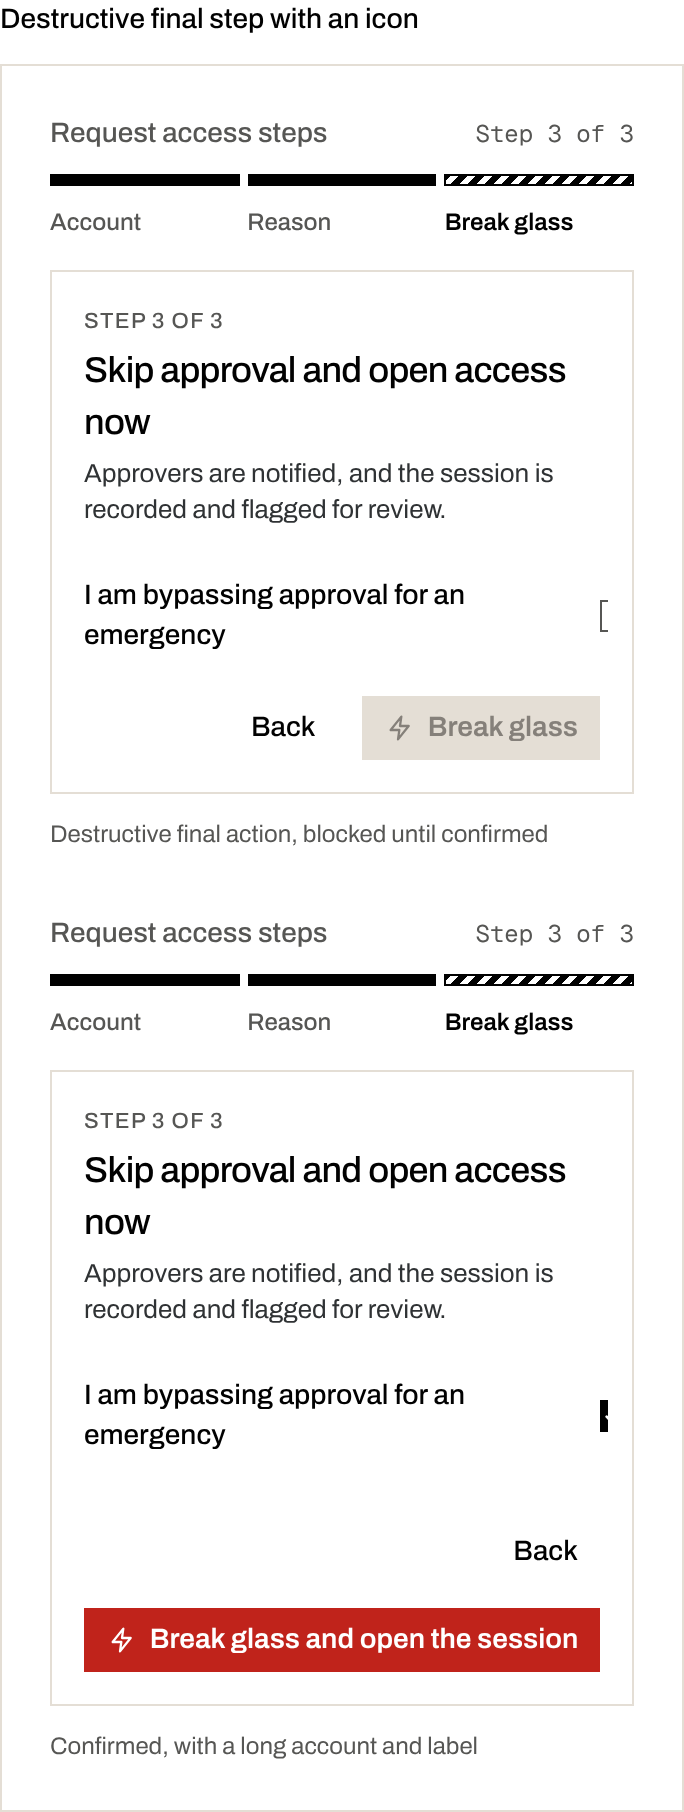 Destructive final step with an icon
Request access steps
Step 3 of 3
Account
Reason
Break glass
STEP 3 OF 3
Skip approval and open access
now
Approvers are notified, and the session is
recorded and flagged for review.
I am bypassing approval for an
emergency
Back
Break glass
Destructive final action, blocked until confirmed
Request access steps
Step 3 of 3
Account
Reason
Break glass
STEP 3 OF 3
Skip approval and open access
now
Approvers are notified, and the session is
recorded and flagged for review.
I am bypassing approval for an
emergency
Back
Break glass and open the session
Confirmed, with a long account and label